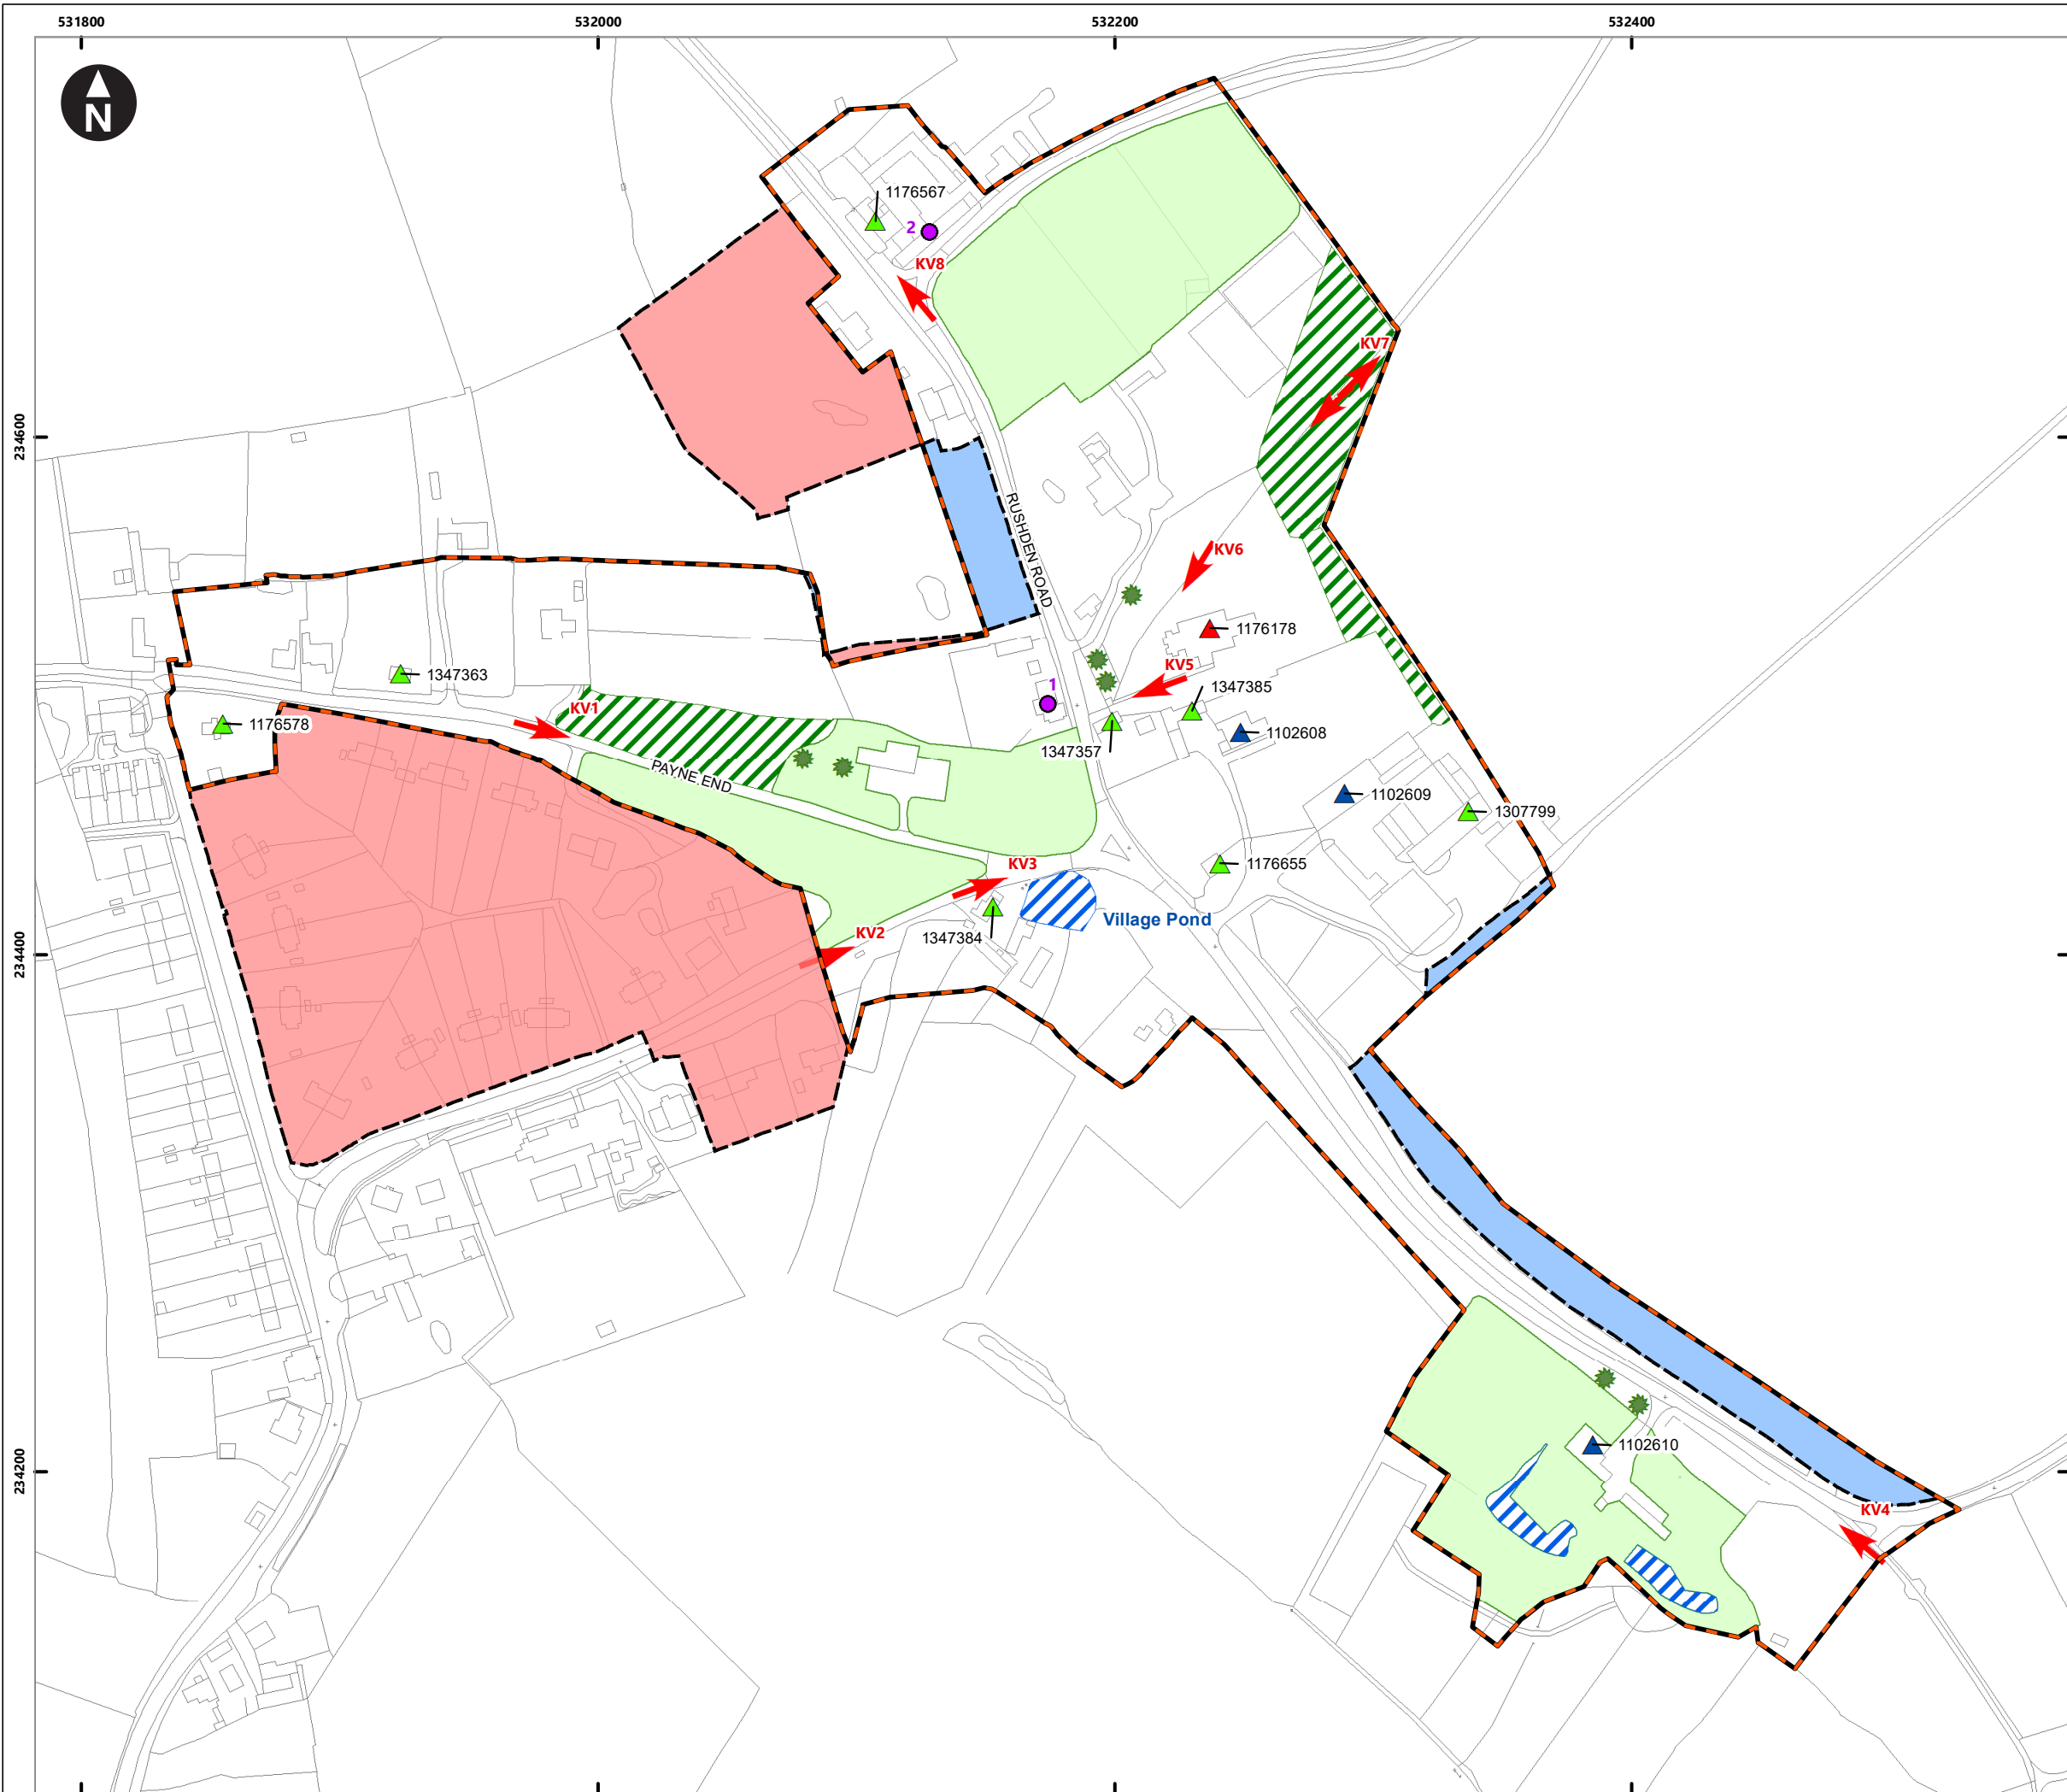 531800
532000
532200
532400
N
1176567
2
KV8
KV7
234600
RUSHDEN ROAD
KV6
1176178
KV5
1347363
1347385
1
KV1
1176578
1102608
1347357
PAYNE END
1102609
1307799
KV3
1176655
Village Pond
KV2
1347384
234400
1102610
234200
KV4